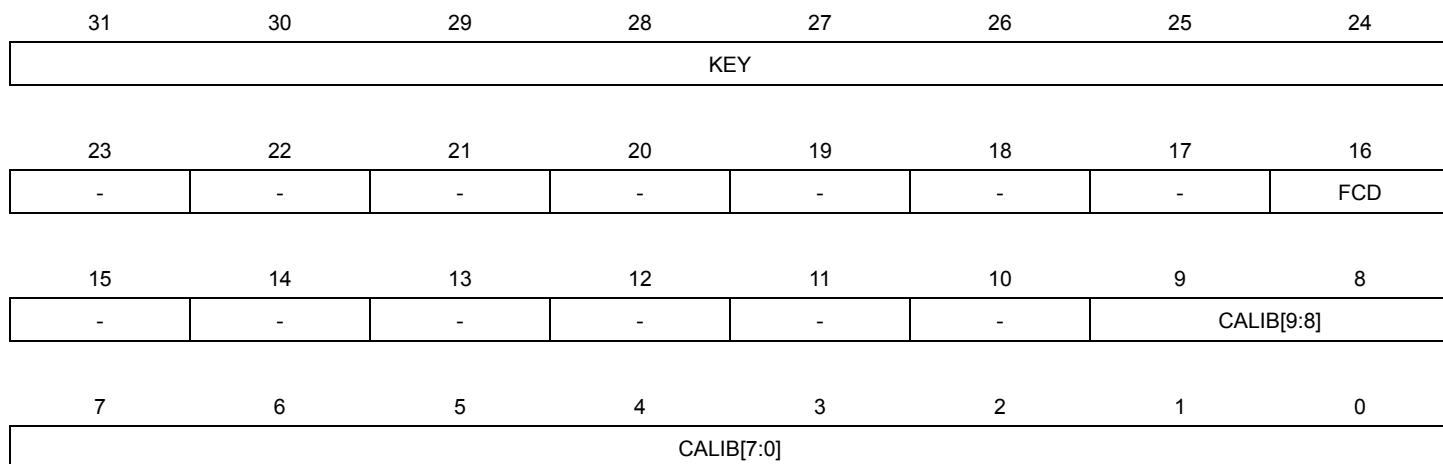 31 30 29 28 27 26 25 24
KEY
23 22 21 20 19 18 17 16
- - - - - - - FCD
15 14 13 12 11 10 9 8
- - - - - - CALIB[9:8]
7 6 5 4 3 2 1 0
CALIB[7:0]